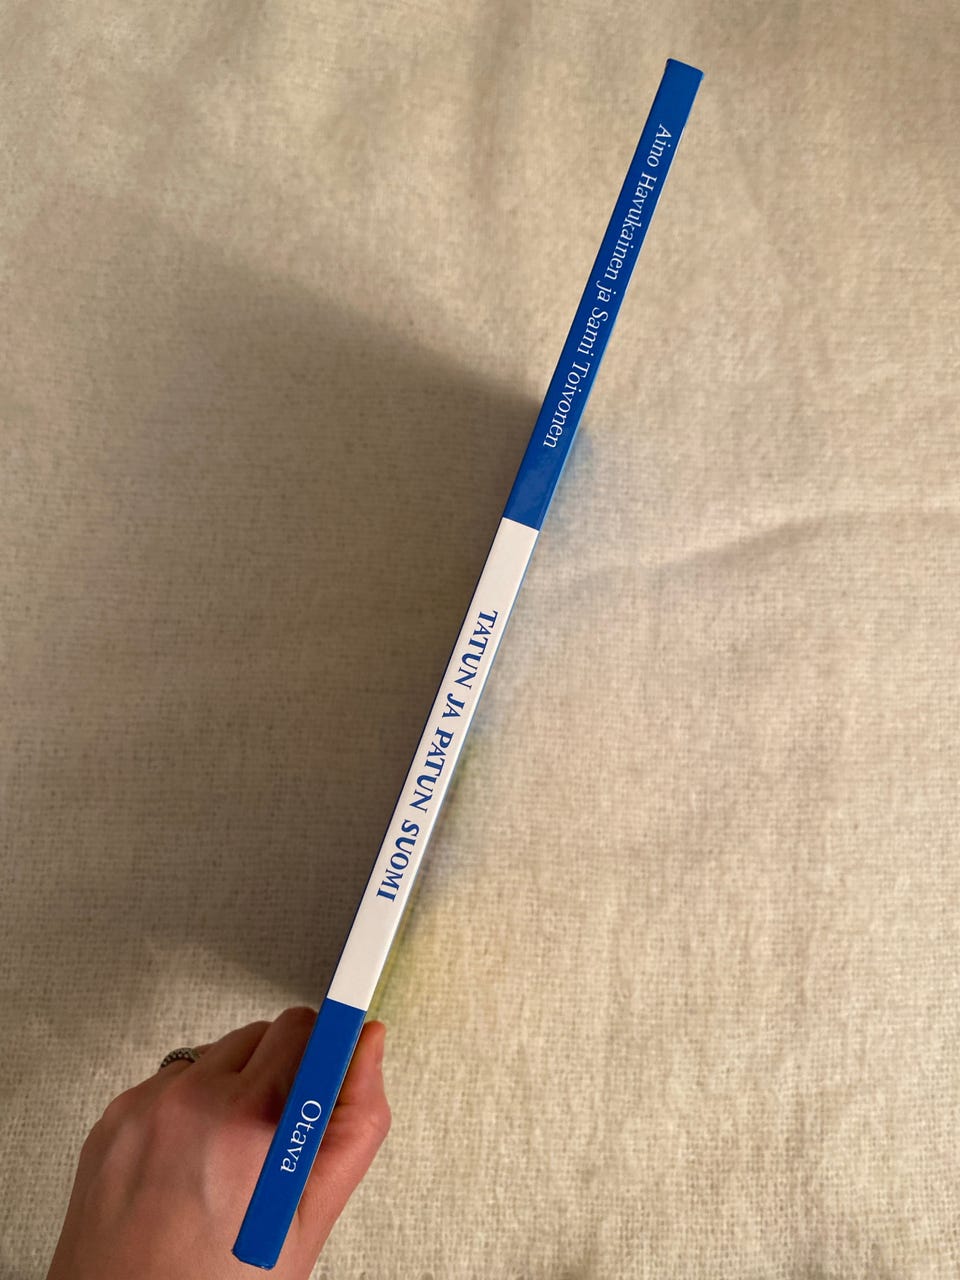 Aino Havukainen ja Sami Toivonen
TATUN JA PATUN SUOMI
Otava